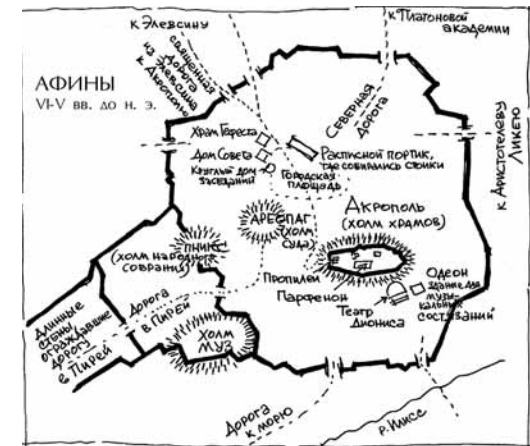 к Элевсину
священная
дорога
из Элевсина
к Акрополю
к Платоновой
академии
АФИНЫ
VI-V вв. до н. э.
Северная
дорога
к Аристотелеву
Ликею
Храм Гефеста
Дом Совета
Круглый дом
заседаний
Расписной портик,
где собирались стоики
Городская
площадь
Ареопаг
(холм
суда)
Акрополь
(холм храмов)
Пникс
(холм народного
собрания)
Пропилеи
Парфенон
Театр
Диониса
Одеон
здание для
музы-
кальных
состязаний
Длинные
стены,
ограждавшие
дорогу
в Пирей
Дорога
в Пирей
Холм
муз
Дорога
к морю
р. Илисс